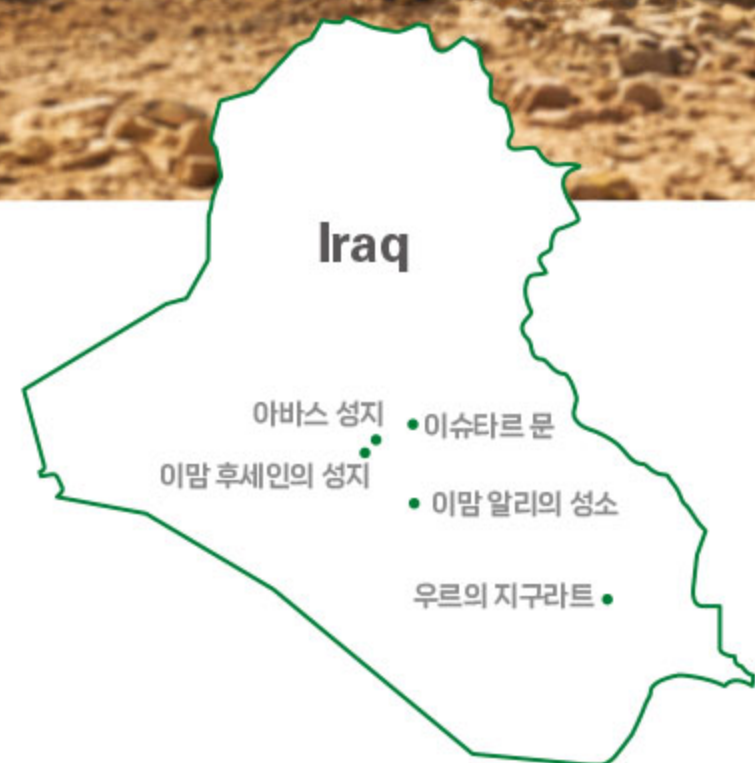 Iraq
아바스 성지
이슈타르 문
이맘 후세인의 성지
이맘 알리의 성소
우르의 지구라트